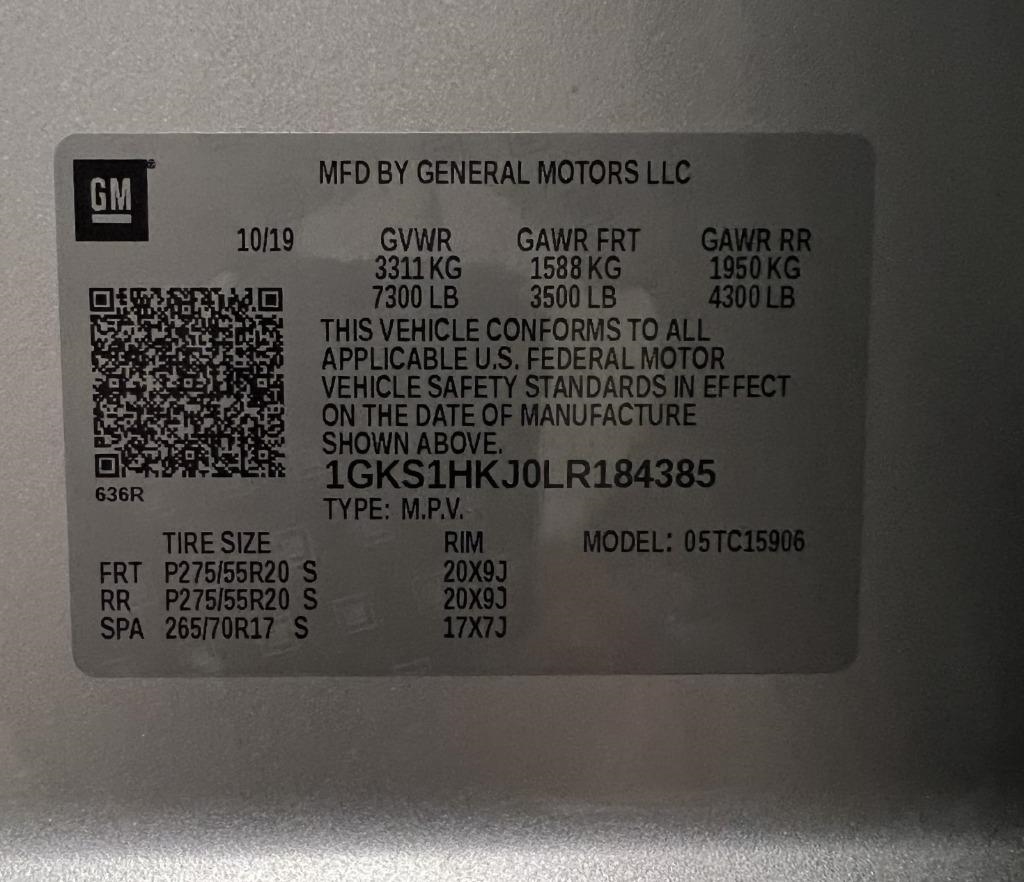 GM®
MFD BY GENERAL MOTORS LLC
10/19 GVWR GAWR FRT GAWR RR
3311 KG 1588 KG 1950 KG
7300 LB 3500 LB 4300 LB
THIS VEHICLE CONFORMS TO ALL
APPLICABLE U.S. FEDERAL MOTOR
VEHICLE SAFETY STANDARDS IN EFFECT
ON THE DATE OF MANUFACTURE
SHOWN ABOVE.
1GKS1HKJ0LR184385
636R
TYPE: M.P.V.
TIRE SIZE RIM MODEL: 05TC15906
FRT P275/55R20 S 20X9J
RR P275/55R20 S 20X9J
SPA 265/70R17 S 17X7J